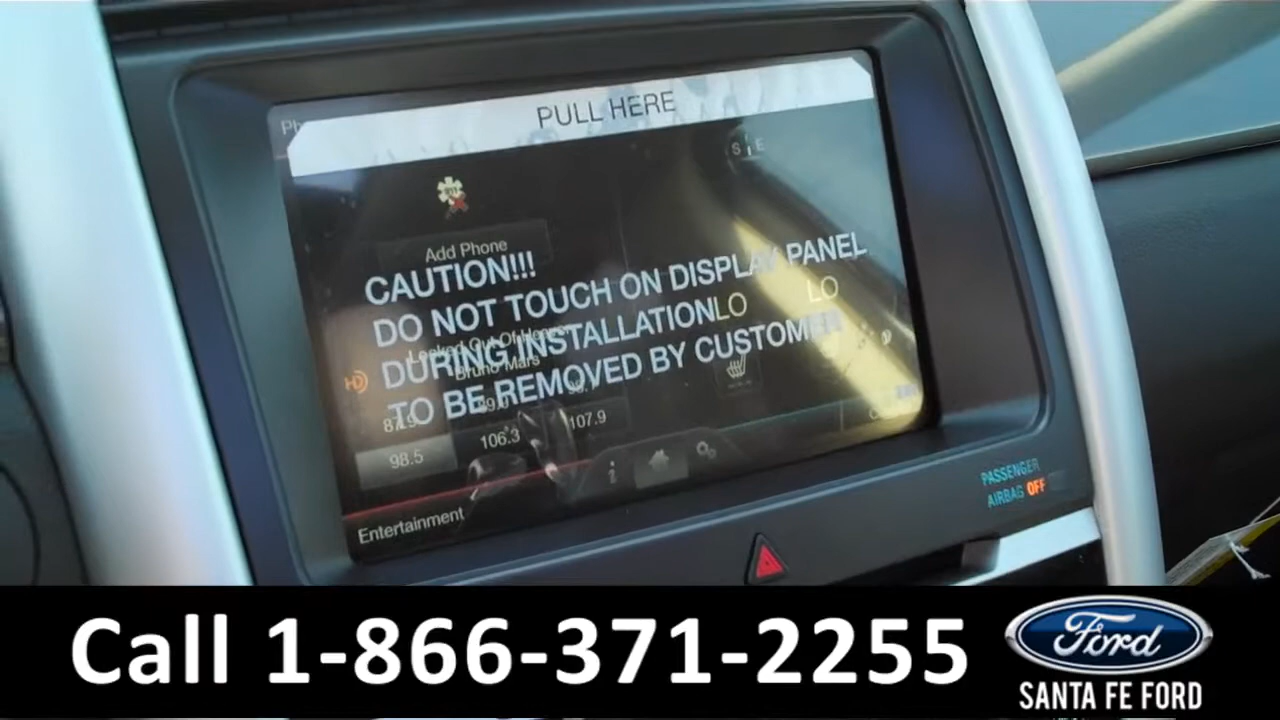 PULL HERE
S E
Add Phone
CAUTION!!!
DO NOT TOUCH ON DISPLAY PANEL
DURING INSTALLATION
TO BE REMOVED BY CUSTOMER
LO LO
Locked Out Of Heaven
Bruno Mars
HD
87.9
98.5 106.3 107.9
Entertainment
PASSENGER
AIRBAG OFF
Call 1-866-371-2255
Ford
SANTA FE FORD